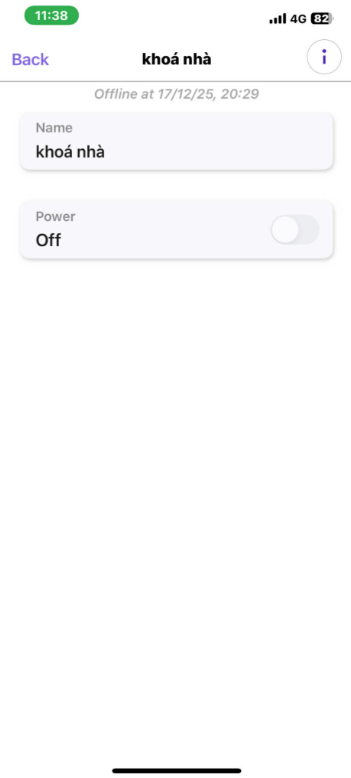 11:38
4G 82
Back
khoá nhà
i
Offline at 17/12/25, 20:29
Name
khoá nhà
Power
Off